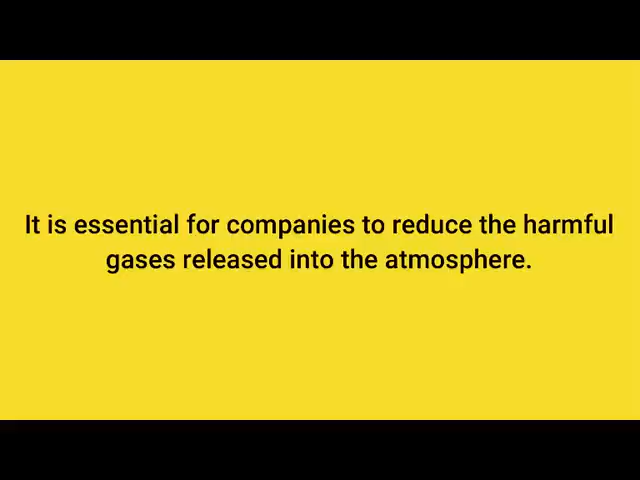 It is essential for companies to reduce the harmful
gases released into the atmosphere.